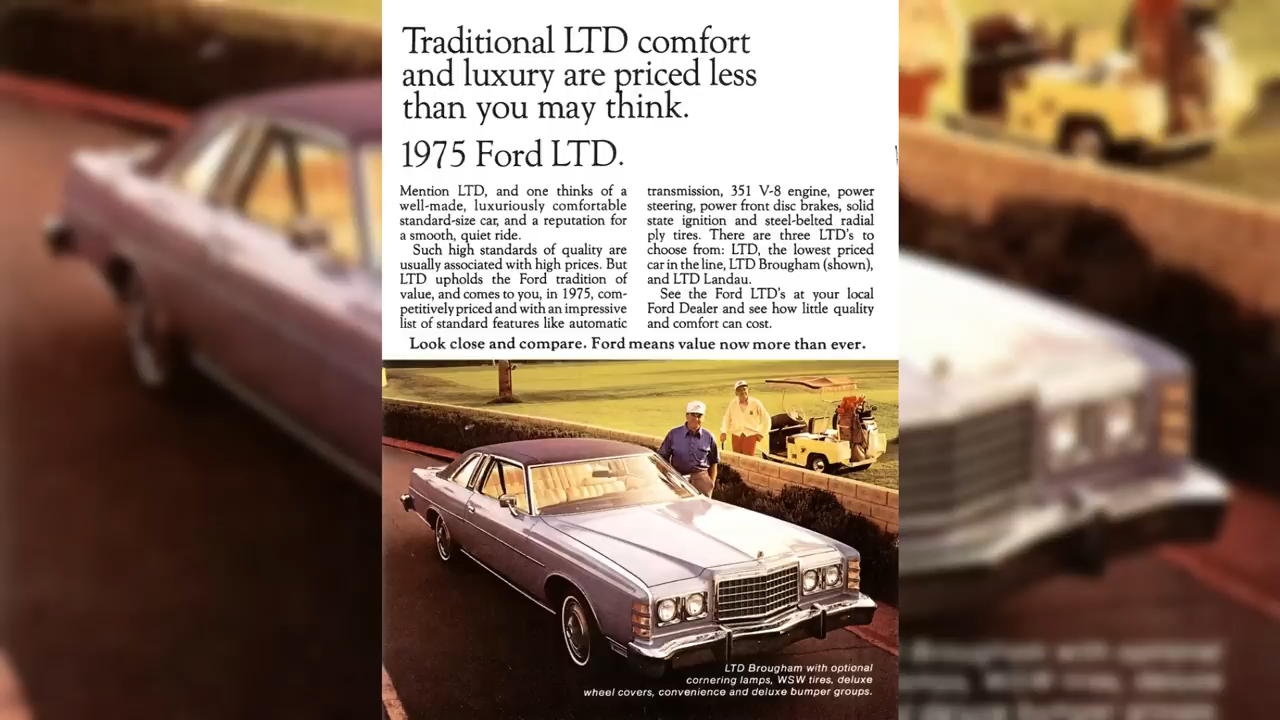 Traditional LTD comfort
and luxury are priced less
than you may think.
1975 Ford LTD.
Mention LTD, and one thinks of a
well-made, luxuriously comfortable
standard-size car, and a reputation for
a smooth, quiet ride.
Such high standards of quality are
usually associated with high prices. But
LTD upholds the Ford tradition of
value, and comes to you, in 1975, com-
petitively priced and with an impressive
list of standard features like automatic
transmission, 351 V-8 engine, power
steering, power front disc brakes, solid
state ignition and steel-belted radial
ply tires. There are three LTD's to
choose from: LTD, the lowest priced
car in the line, LTD Brougham (shown),
and LTD Landau.
See the Ford LTD's at your local
Ford Dealer and see how little quality
and comfort can cost.
Look close and compare. Ford means value now more than ever.
LTD Brougham with optional
cornering lamps, WSW tires, deluxe
wheel covers, convenience and deluxe bumper groups.